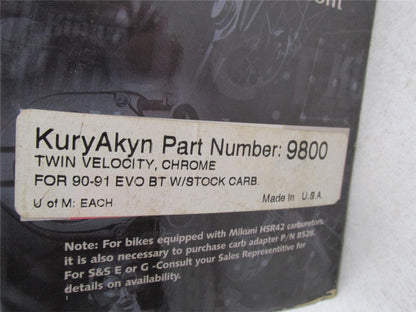 KuryAkyn Part Number: 9800
TWIN VELOCITY, CHROME
FOR 90-91 EVO BT W/STOCK CARB.
U of M: EACH Made In U.S.A.
Note: For bikes equipped with Mikuni HSR42 carburetors,
it is also necessary to purchase carb adapter P/N 8528.
For S&S E or G -Consult your Sales Representitive for
details on availability.